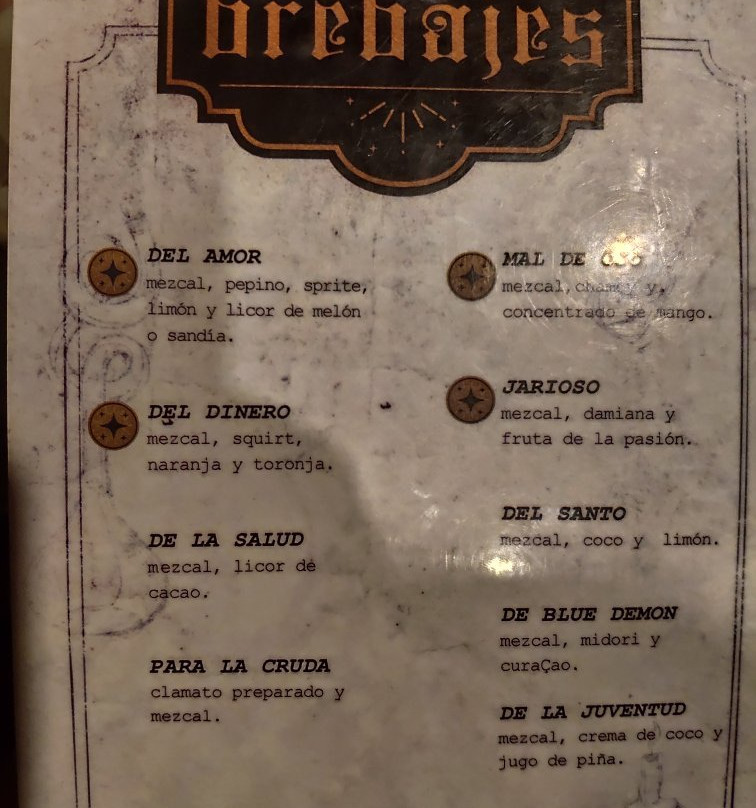 brebajes
DEL AMOR
mezcal, pepino, sprite,
limón y licor de melón
o sandía.
DEL DINERO
mezcal, squirt,
naranja y toronja.
DE LA SALUD
mezcal, licor de
cacao.
PARA LA CRUDA
clamato preparado y
mezcal.
MAL DE OJO
mezcal, chamoy y
concentrado de mango.
JARIOSO
mezcal, damiana y
fruta de la pasión.
DEL SANTO
mezcal, coco y limón.
DE BLUE DEMON
mezcal, midori y
curaÇao.
DE LA JUVENTUD
mezcal, crema de coco y
jugo de piña.